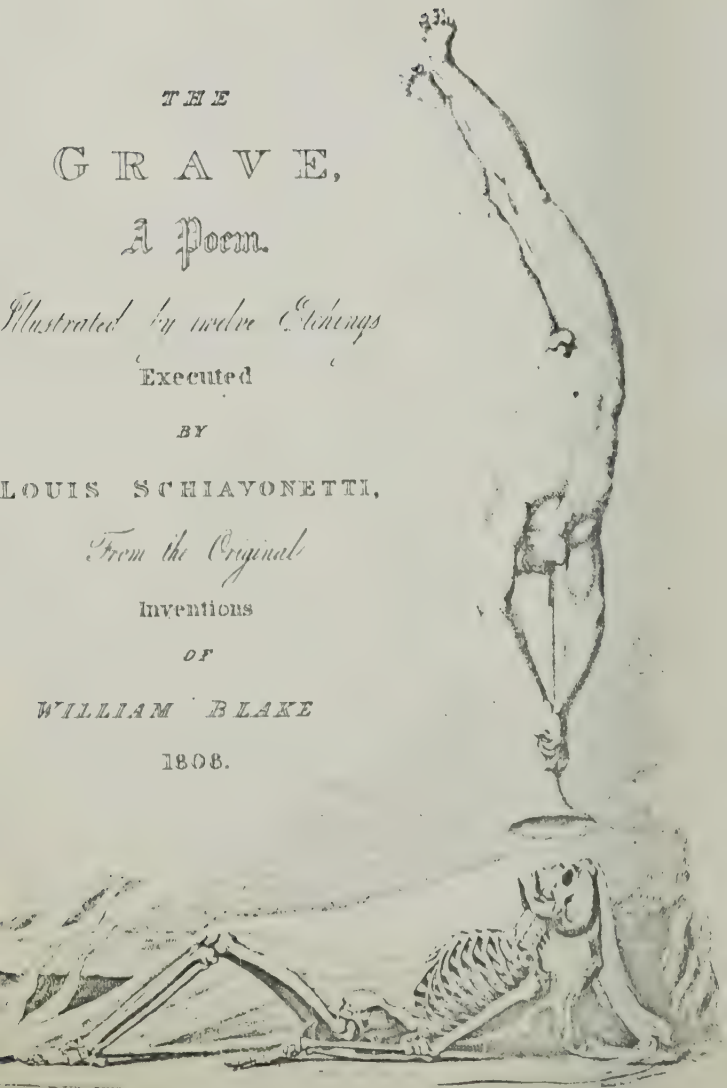 THE
GRAVE,
A Poem.
Illustrated by twelve Etchings
Executed
BY
LOUIS SCHIAVONETTI,
From the Original
Inventions
OF
WILLIAM BLAKE
1808.